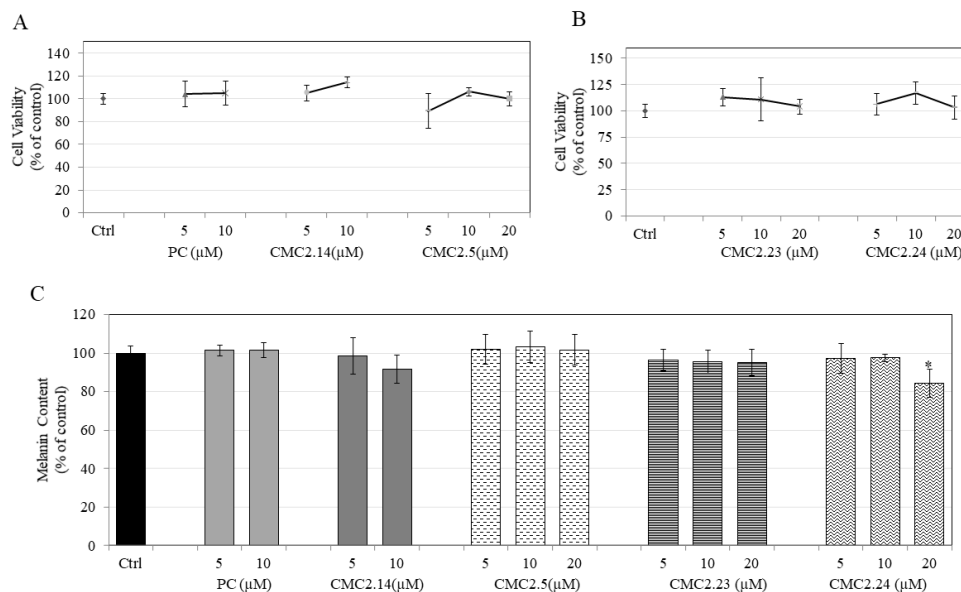 A
Cell Viability
(% of control)
140
120
100
80
60
40
20
0
Ctrl
5 10 5 10 5 10 20
PC (µM) CMC2.14(µM) CMC2.5(µM)
B
Cell Viability
(% of control)
150
125
100
75
50
25
0
Ctrl
5 10 20 5 10 20
CMC2.23 (µM) CMC2.24 (µM)
C
Melanin Content
(% of control)
120
100
80
60
40
20
0
*
Ctrl 5 10 5 10 5 10 20 5 10 20 5 10 20
PC (µM) CMC2.14(µM) CMC2.5(µM) CMC2.23 (µM) CMC2.24 (µM)